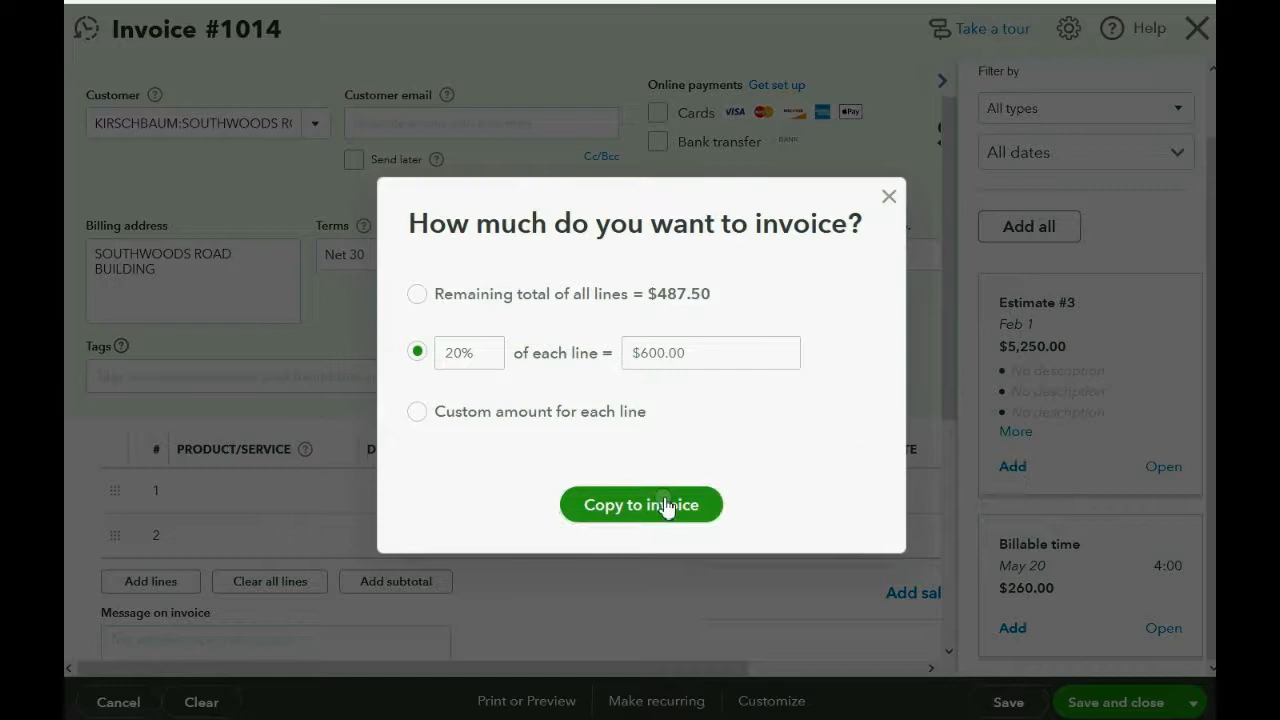 Invoice #1014
Take a tour
Help
Customer
KIRSCHBAUM:SOUTHWOODS R
Customer email
Send later
Cc/Bcc
Online payments Get set up
Cards VISA
Pay
Bank transfer BANK
Filter by
All types
All dates
Billing address
SOUTHWOODS ROAD
BUILDING
Terms
Net 30
Tags
Add all
How much do you want to invoice?
Remaining total of all lines = $487.50
20% of each line = $600.00
Custom amount for each line
Copy to invoice
Estimate #3
Feb 1
$5,250.00
No description
No description
No description
More
Add
Open
# PRODUCT/SERVICE
1
2
Billable time
May 20 4:00
$260.00
Add
Open
Add lines
Clear all lines
Add subtotal
Message on invoice
Add sal
Cancel
Clear
Print or Preview
Make recurring
Customize
Save
Save and close